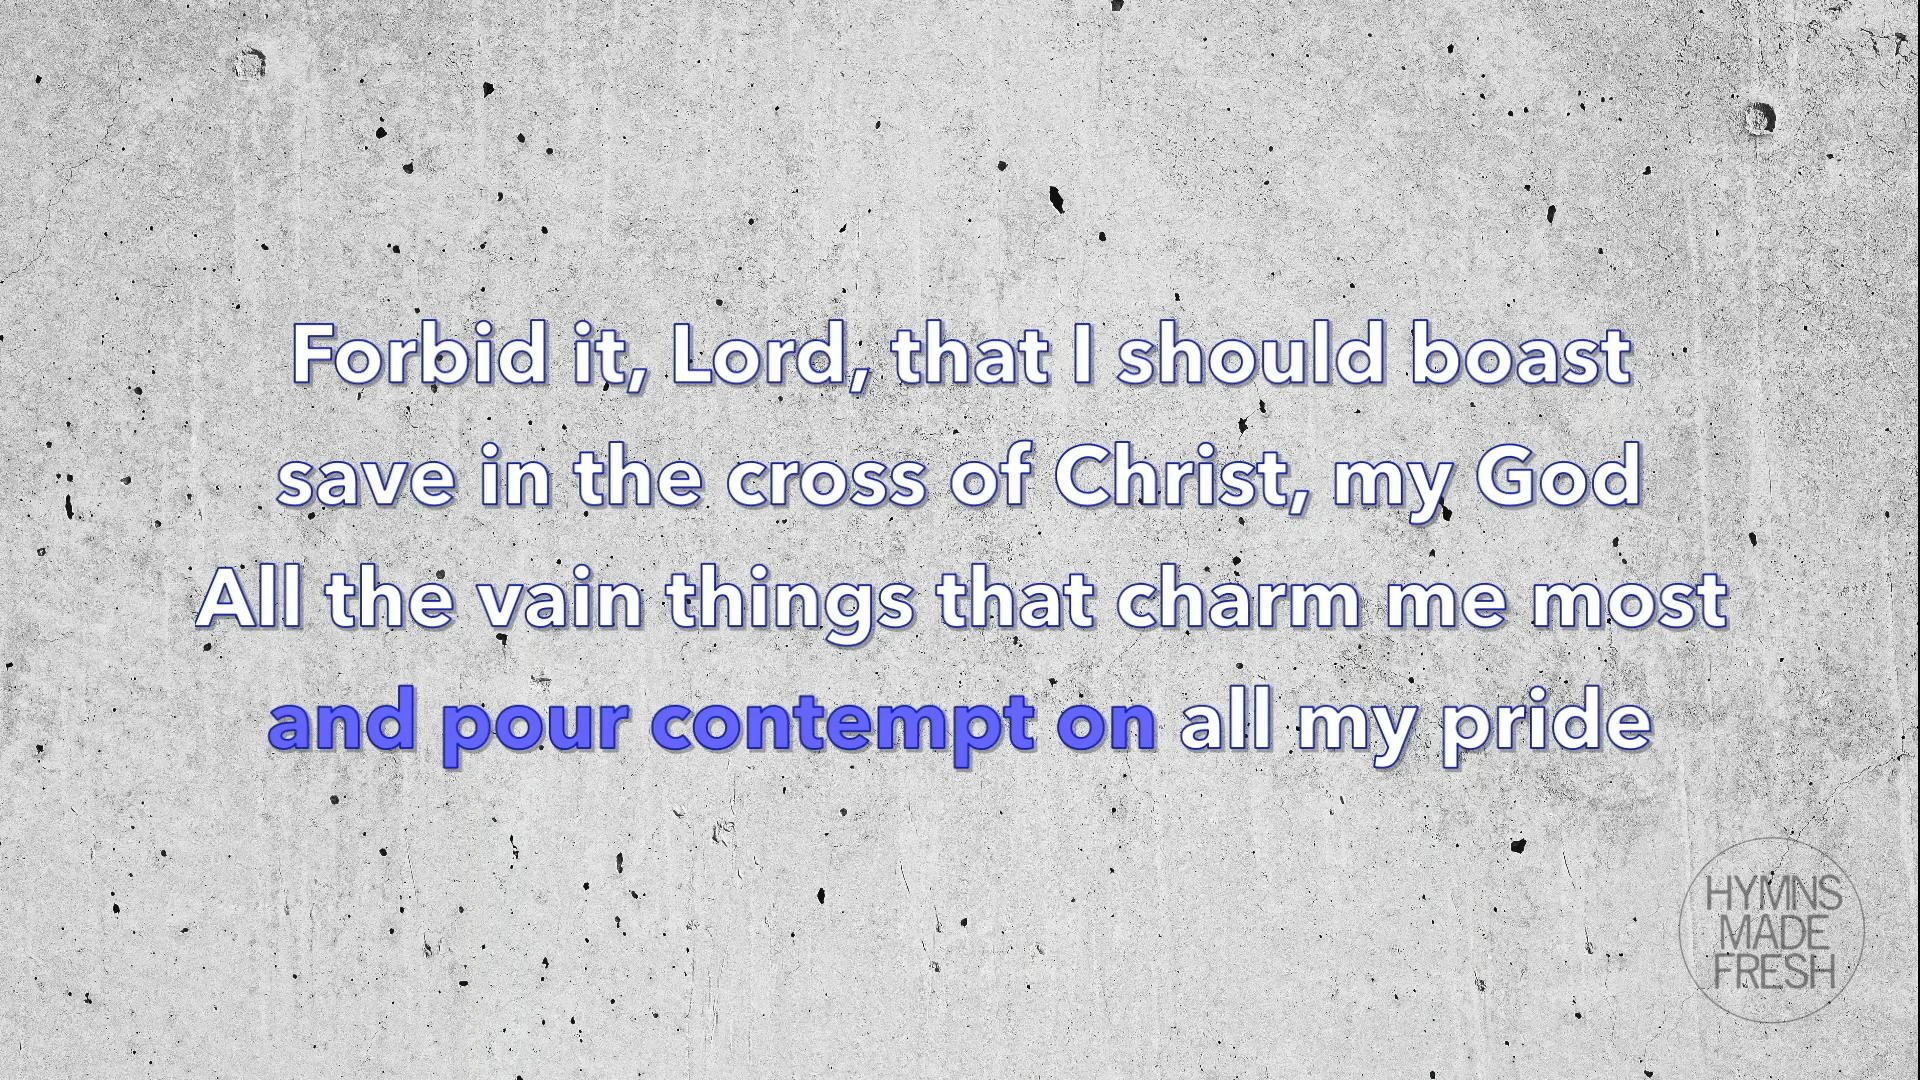 Forbid it, Lord, that I should boast
save in the cross of Christ, my God
All the vain things that charm me most
and pour contempt on all my pride
HYMNS
MADE
FRESH